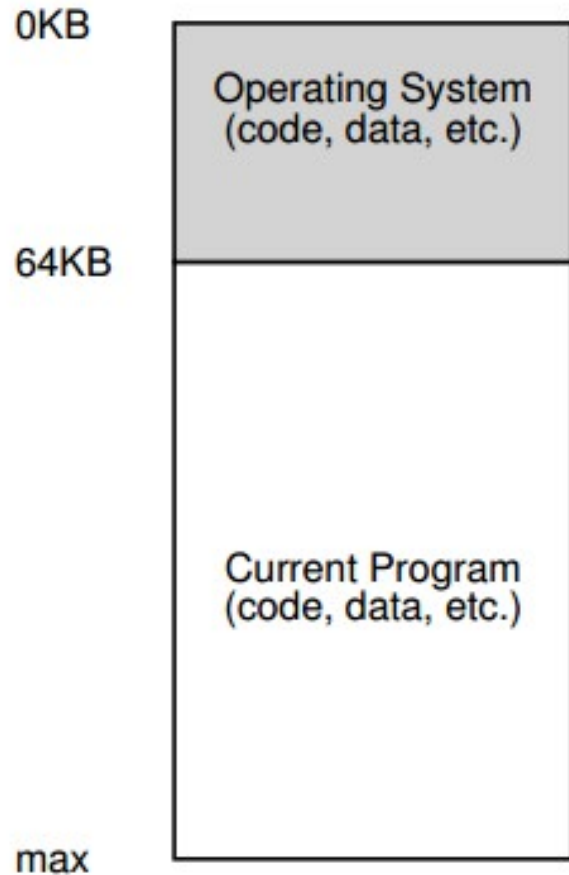 0KB
Operating System
(code, data, etc.)
64KB
Current Program
(code, data, etc.)
max